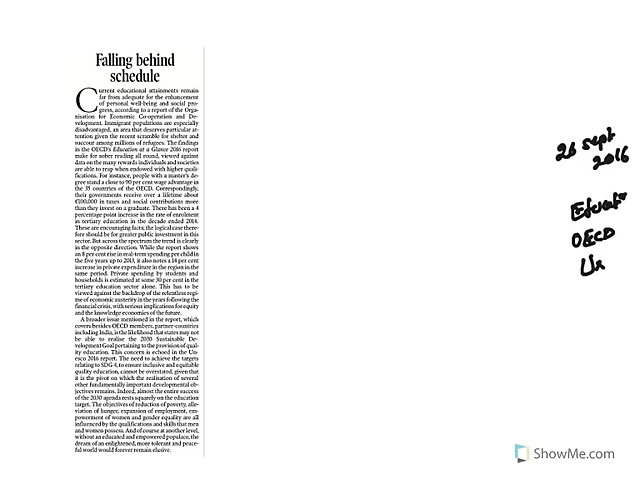 Falling behind
schedule
Current educational attainments remain
far from adequate for the enhancement
of personal well-being and social pro-
gress, according to a report of the Orga-
nisation for Economic Co-operation and De-
velopment. Immigrant populations are especially
disadvantaged, an area that deserves particular at-
tention given the recent scramble for shelter and
succour among millions of refugees. The findings
in the OECD's Education at a Glance 2016 report
make for sober reading all round, viewed against
data on the many rewards individuals and societies
are able to reap when endowed with higher quali-
fications. For instance, people with a master's de-
gree stand a close to 90 per cent wage advantage in
the 35 countries of the OECD. Correspondingly,
their governments receive over a lifetime about
€100,000 in taxes and social contributions more
than they invest on a graduate. There has been a 4
percentage point increase in the rate of enrolment
in tertiary education in the decade ended 2014.
These are encouraging facts; the logical case there-
fore should be for greater public investment in this
sector. But across the spectrum the trend is clearly
in the opposite direction. While the report shows
an 8 per cent rise in real-term spending per child in
the five years up to 2013, it also notes a 14 per cent
increase in private expenditure in the region in the
same period. Private spending by students and
households is estimated at some 30 per cent in the
tertiary education sector alone. This has to be
viewed against the backdrop of the relentless regi-
me of economic austerity in the years following the
financial crisis, with serious implications for equity
and the knowledge economies of the future.
A broader issue mentioned in the report, which
covers besides OECD members, partner-countries
including India, is the likelihood that states may not
be able to realise the 2030 Sustainable De-
velopment Goal pertaining to the provision of qual-
ity education. This concern is echoed in the Un-
esco 2016 report. The need to achieve the targets
relating to SDG 4, to ensure inclusive and equitable
quality education, cannot be overstated, given that
it is the pivot on which the realisation of several
other fundamentally important developmental ob-
jectives remains. Indeed, almost the entire success
of the 2030 agenda rests squarely on the education
target. The objectives of reduction of poverty, alle-
viation of hunger, expansion of employment, em-
powerment of women and gender equality are all
influenced by the qualifications and skills that men
and women possess. And of course at another level,
without an educated and empowered populace, the
dream of an enlightened, more tolerant and peace-
ful world would forever remain elusive.
sept
2016
OECD
ShowMe.com